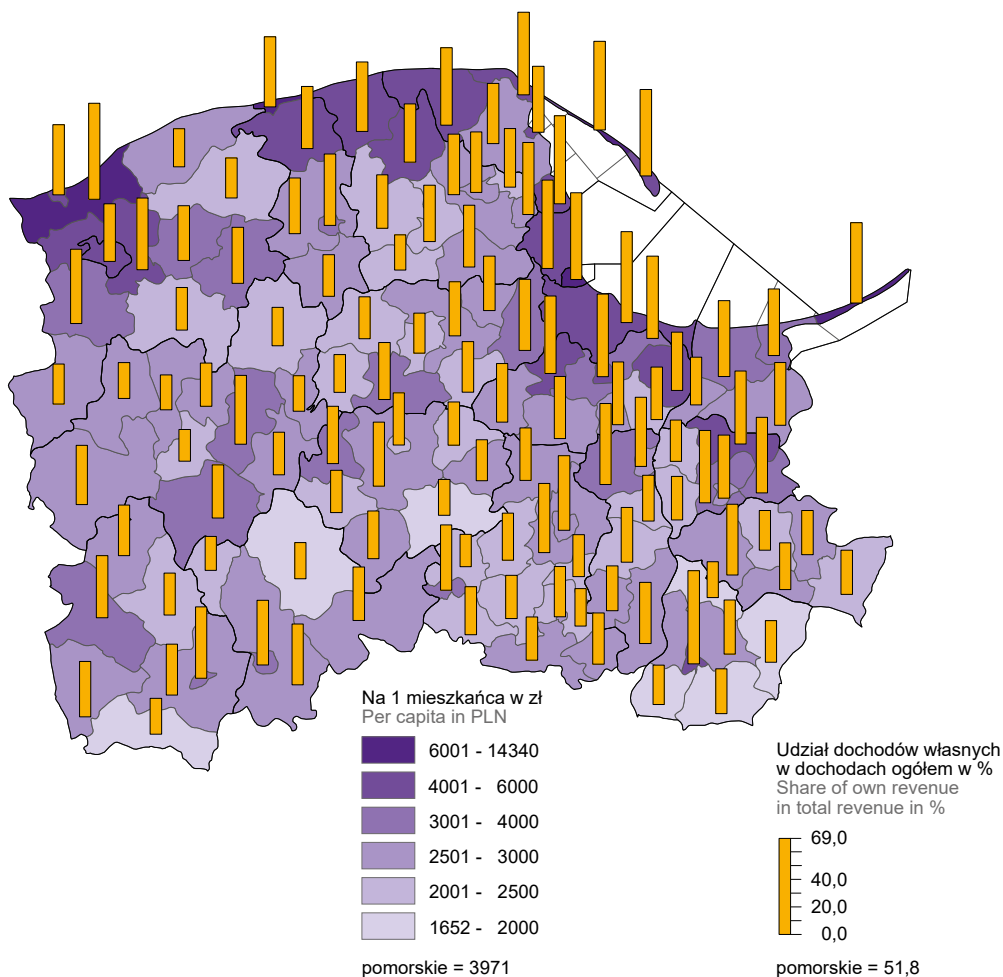 Na 1 mieszkańca w zł
Per capita in PLN
6001 - 14340
4001 - 6000
3001 - 4000
2501 - 3000
2001 - 2500
1652 - 2000
pomorskie = 3971
Udział dochodów własnych
w dochodach ogółem w %
Share of own revenue
in total revenue in %
69,0
40,0
20,0
0,0
pomorskie = 51,8